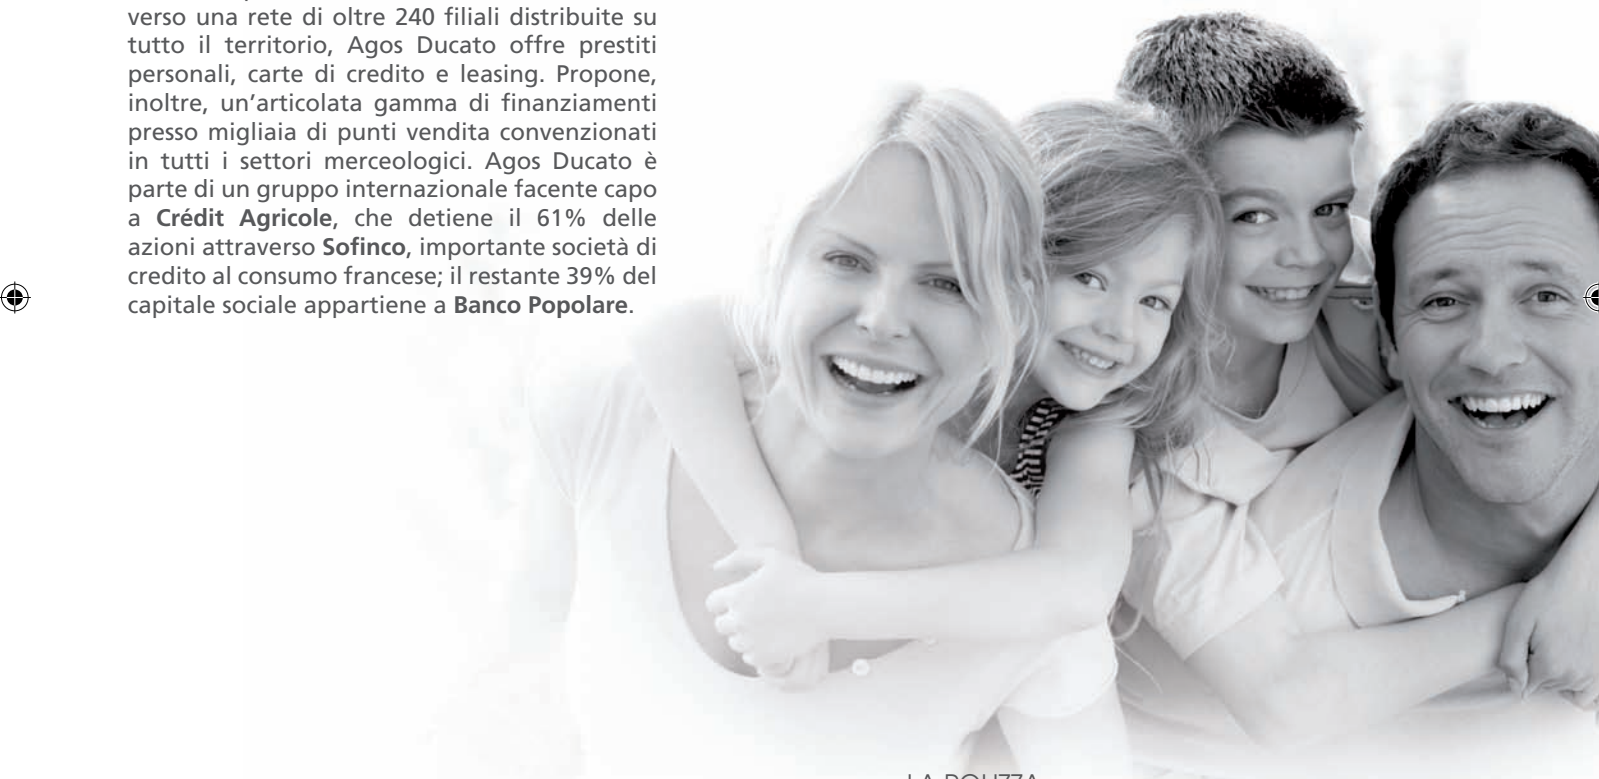 verso una rete di oltre 240 filiali distribuite su
tutto il territorio, Agos Ducato offre prestiti
personali, carte di credito e leasing. Propone,
inoltre, un’articolata gamma di finanziamenti
presso migliaia di punti vendita convenzionati
in tutti i settori merceologici. Agos Ducato è
parte di un gruppo internazionale facente capo
a Crédit Agricole, che detiene il 61% delle
azioni attraverso Sofinco, importante società di
credito al consumo francese; il restante 39% del
capitale sociale appartiene a Banco Popolare.
LA POLIZZA